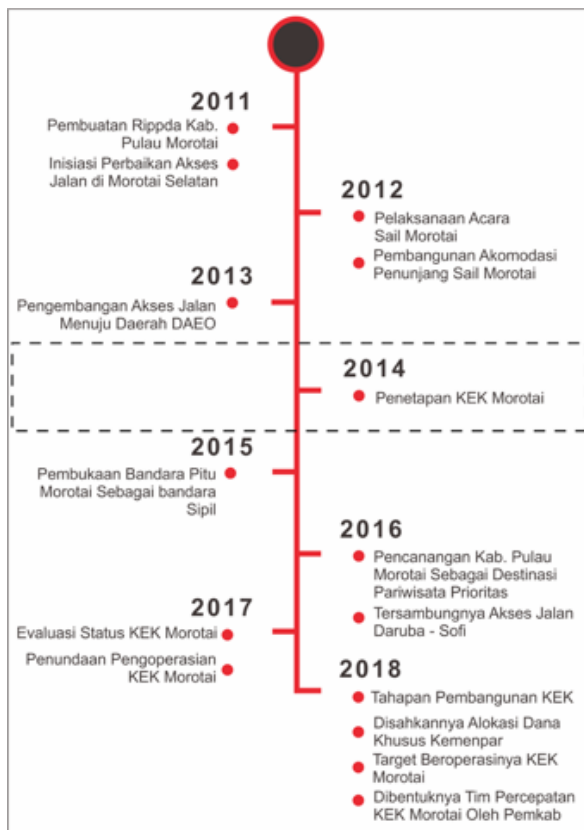 2011
Pembuatan Rippda Kab.
Pulau Morotai
Inisiasi Perbaikan Akses
Jalan di Morotai Selatan
2012
Pelaksanaan Acara
Sail Morotai
Pembangunan Akomodasi
Penunjang Sail Morotai
2013
Pengembangan Akses Jalan
Menuju Daerah DAEO
2014
Penetapan KEK Morotai
2015
Pembukaan Bandara Pitu
Morotai Sebagai bandara
Sipil
2016
Pencanangan Kab. Pulau
Morotai Sebagai Destinasi
Pariwisata Prioritas
Tersambungnya Akses Jalan
Daruba - Sofi
2017
Evaluasi Status KEK Morotai
Penundaan Pengoperasian
KEK Morotai
2018
Tahapan Pembangunan KEK
Disahkannya Alokasi Dana
Khusus Kemenpar
Target Beroperasinya KEK
Morotai
Dibentuknya Tim Percepatan
KEK Morotai Oleh Pemkab